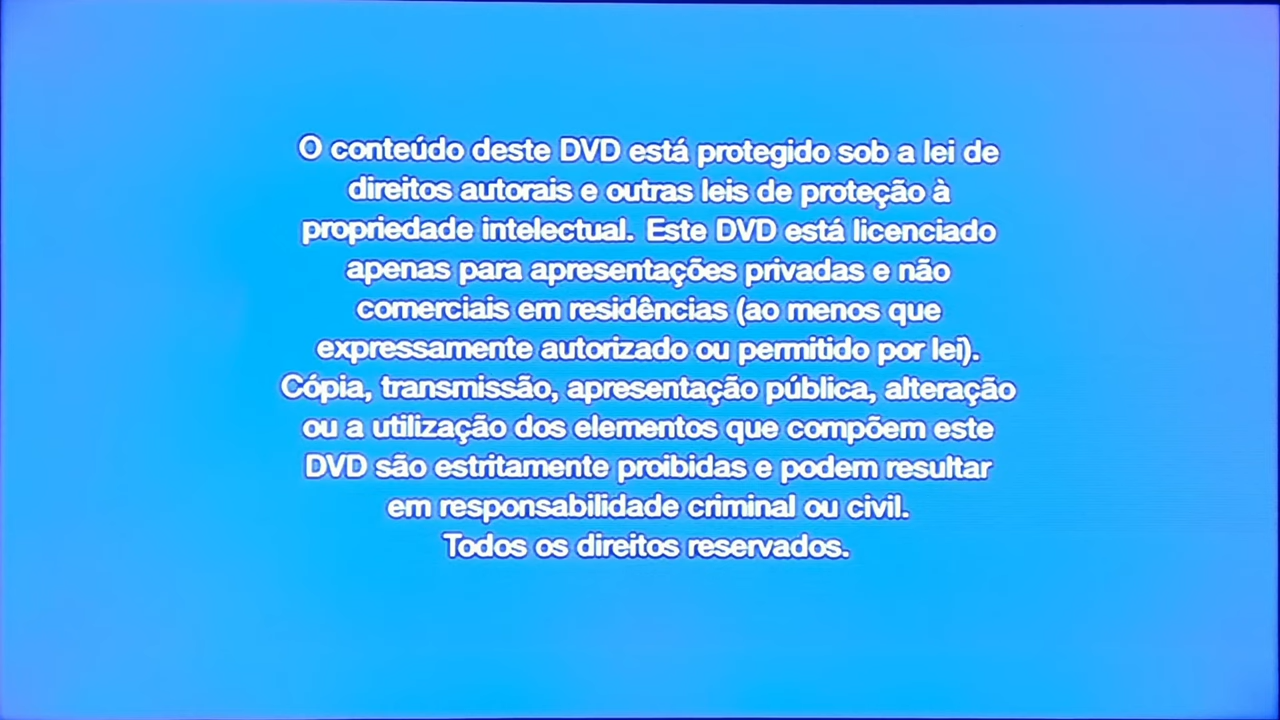 O conteúdo deste DVD está protegido sob a lei de
direitos autorais e outras leis de proteção à
propriedade intelectual. Este DVD está licenciado
apenas para apresentações privadas e não
comerciais em residências (ao menos que
expressamente autorizado ou permitido por lei).
Cópia, transmissão, apresentação pública, alteração
ou a utilização dos elementos que compõem este
DVD são estritamente proibidas e podem resultar
em responsabilidade criminal ou civil.
Todos os direitos reservados.